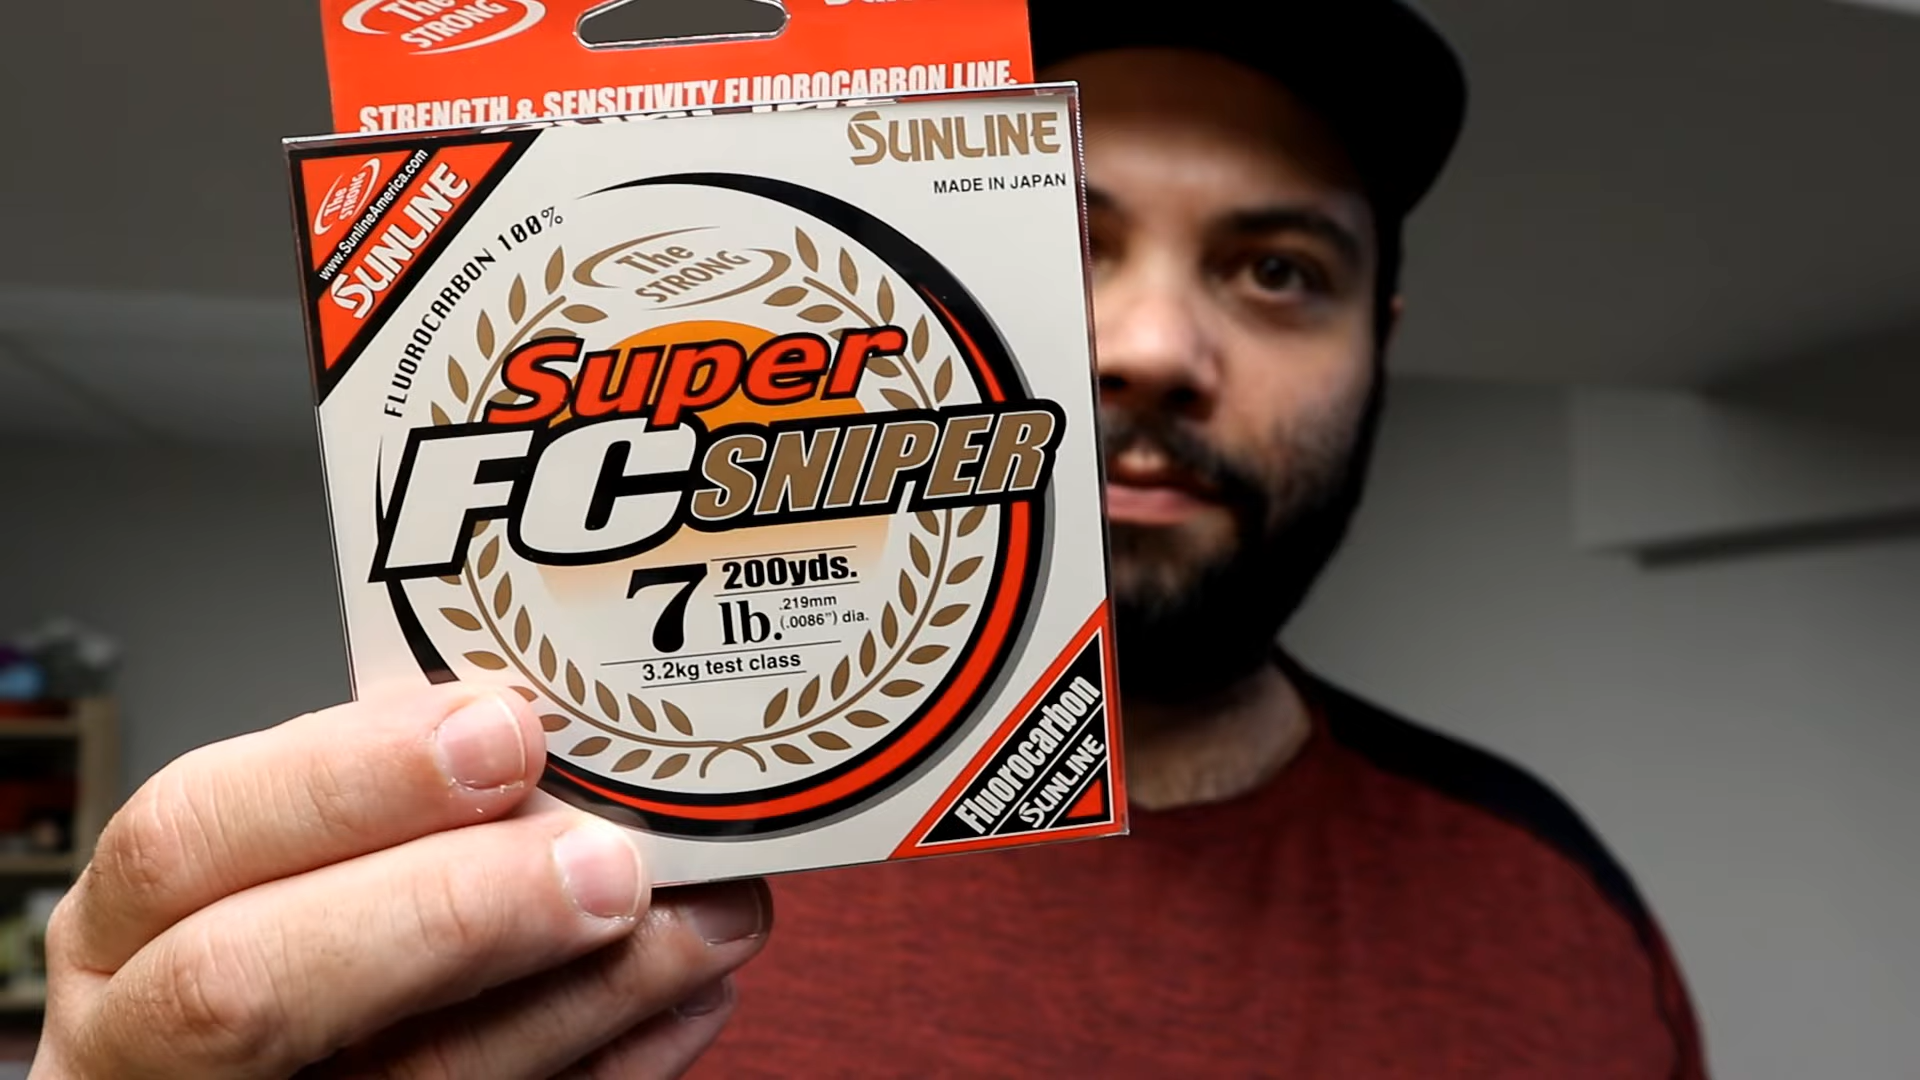 The
STRONG
STRENGTH & SENSITIVITY FLUOROCARBON LINE.
SUNLINE
MADE IN JAPAN
The
STRONG
www.SunlineAmerica.com
SUNLINE
FLUOROCARBON 100%
The
STRONG
Super
FC SNIPER
7 lb.
200yds.
.219mm
(.0086") dia.
3.2kg test class
Fluorocarbon
SUNLINE